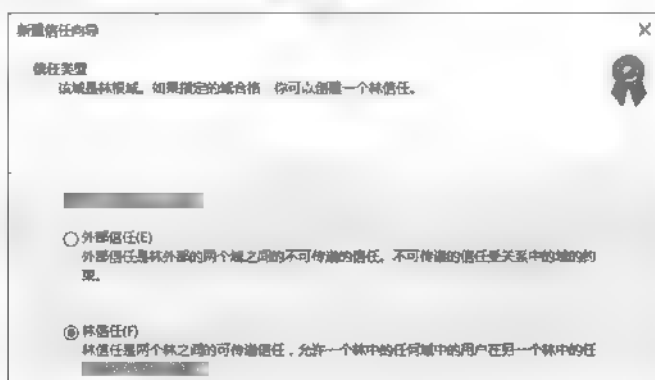 新建信任向导
信任类型
该域是林根域。如果指定的域合格，你可以创建一个林信任。
外部信任(E)
外部信任是林外部的两个域之间的不可传递的信任。不可传递的信任受关系中的域的约
束。
林信任(F)
林信任是两个林之间的可传递信任，允许一个林中的任何域中的用户在另一个林中的任